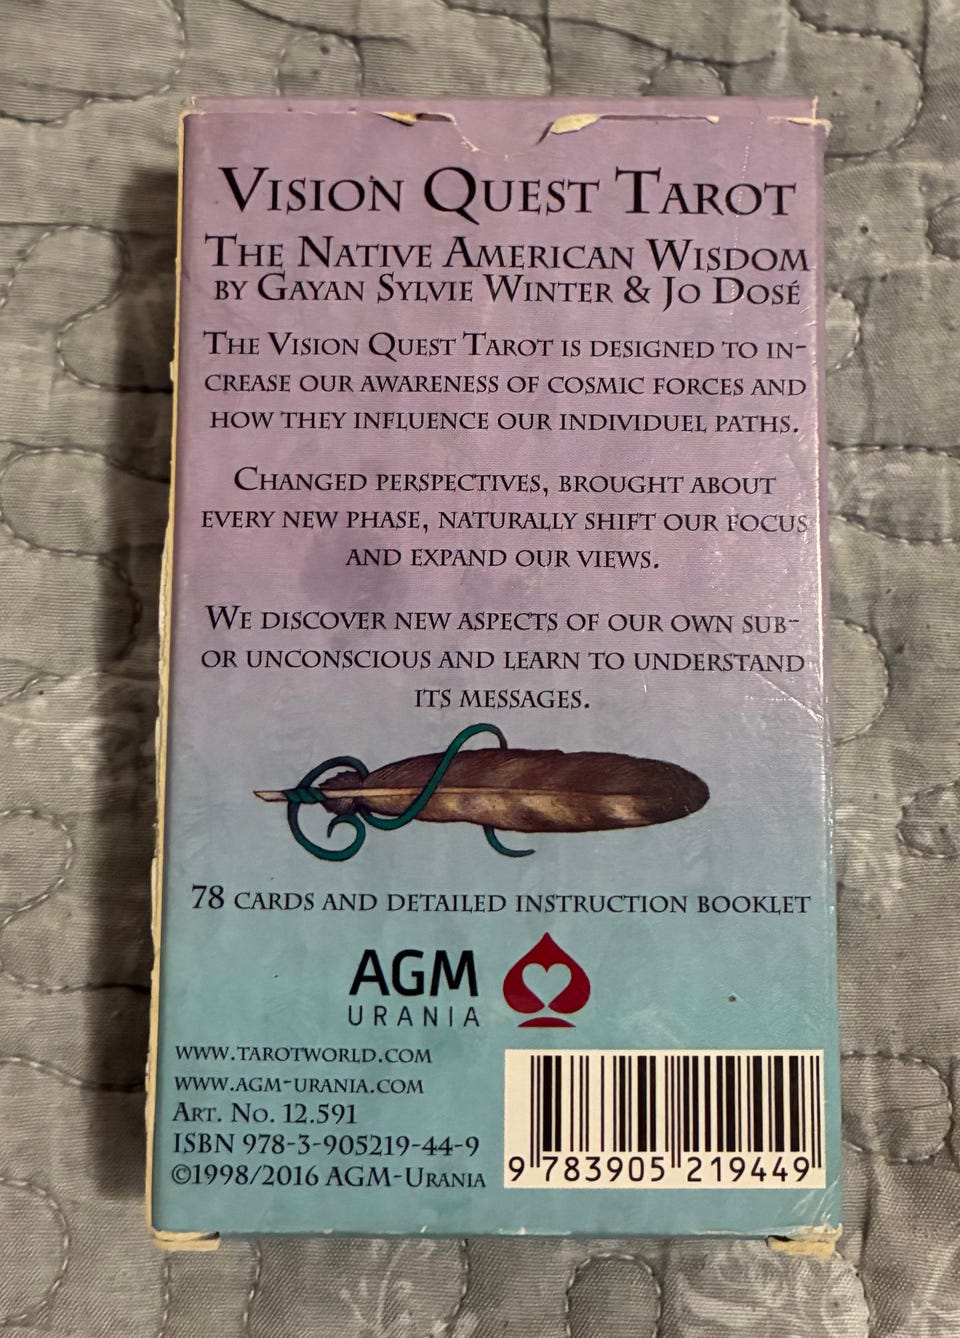 Vision Quest Tarot
The Native American Wisdom
by Gayan Sylvie Winter & Jo Dosé
The Vision Quest Tarot is designed to in-
crease our awareness of cosmic forces and
how they influence our individuel paths.
Changed perspectives, brought about
every new phase, naturally shift our focus
and expand our views.
We discover new aspects of our own sub-
or unconscious and learn to understand
its messages.
78 cards and detailed instruction booklet
AGM
URANIA
www.tarotworld.com
www.agm-urania.com
Art. No. 12.591
ISBN 978-3-905219-44-9
©1998/2016 AGM-Urania
9 783905 219449